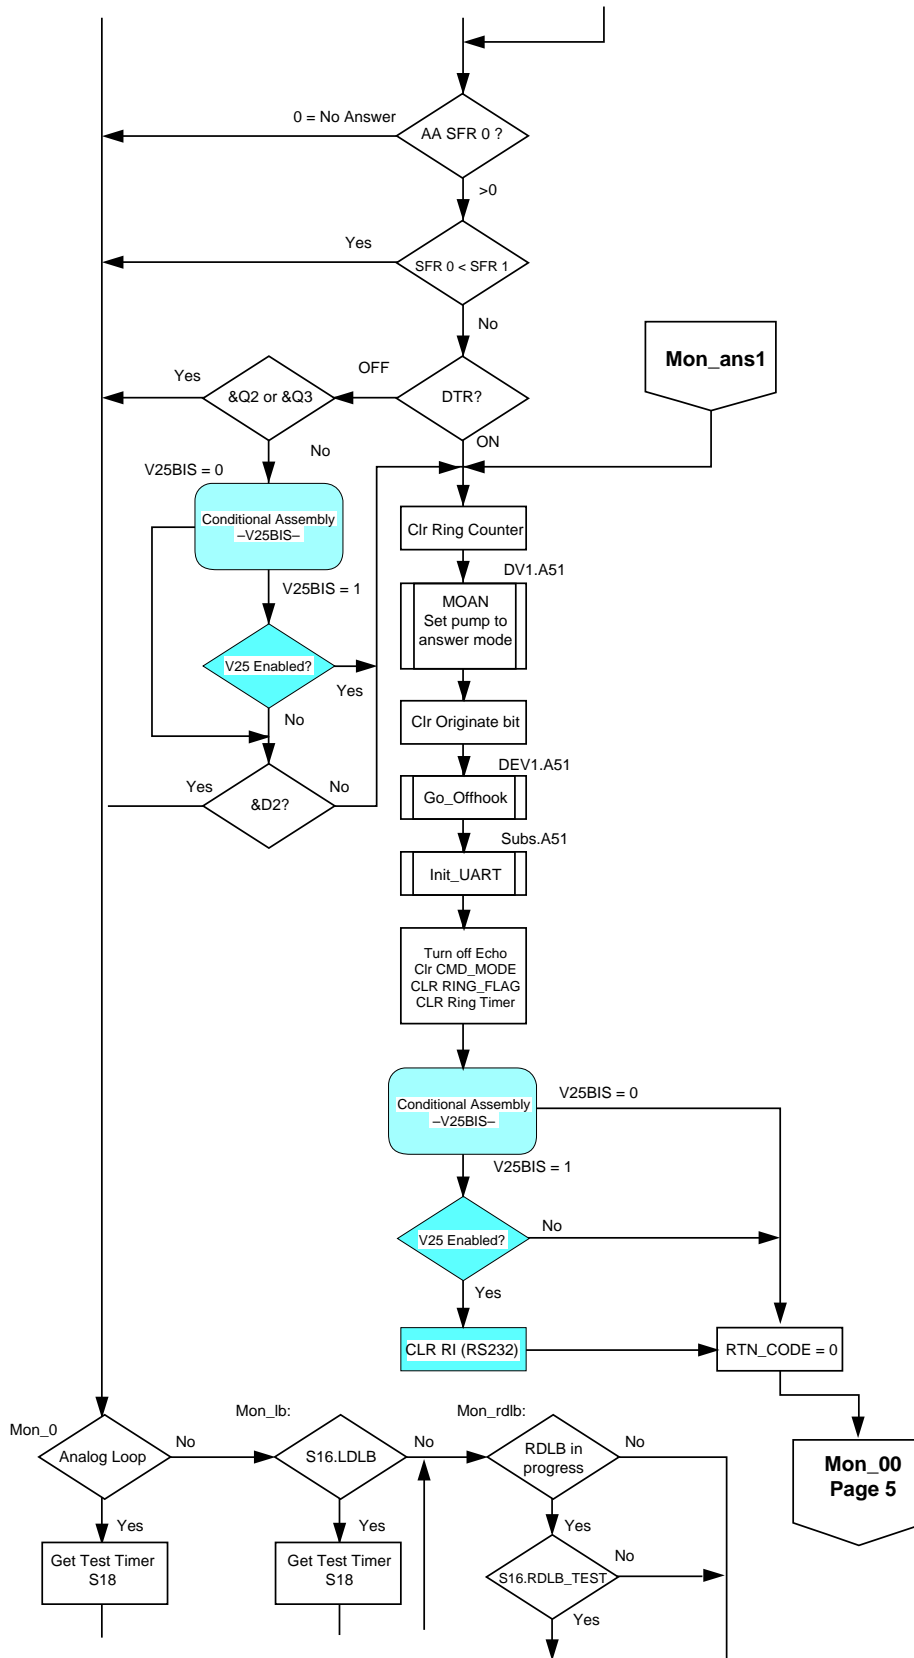 0 = No Answer
AA SFR 0 ?
>0
Yes
SFR 0 < SFR 1
No
Mon_ans1
OFF
Yes
&Q2 or &Q3
DTR?
ON
No
V25BIS = 0
Conditional Assembly
–V25BIS–
Clr Ring Counter
DV1.A51
V25BIS = 1
MOAN
Set pump to
answer mode
V25 Enabled?
Yes
No
Clr Originate bit
DEV1.A51
Yes
&D2?
No
Go_Offhook
Subs.A51
Init_UART
Turn off Echo
Clr CMD_MODE
CLR RING_FLAG
CLR Ring Timer
Conditional Assembly
–V25BIS–
V25BIS = 0
V25BIS = 1
V25 Enabled?
No
Yes
CLR RI (RS232)
RTN_CODE = 0
Mon_0
Analog Loop
No
Mon_lb:
S16.LDLB
No
Mon_rdlb:
RDLB in
progress
No
Mon_00
Page 5
Yes
Yes
Yes
Get Test Timer
S18
Get Test Timer
S18
S16.RDLB_TEST
No
Yes